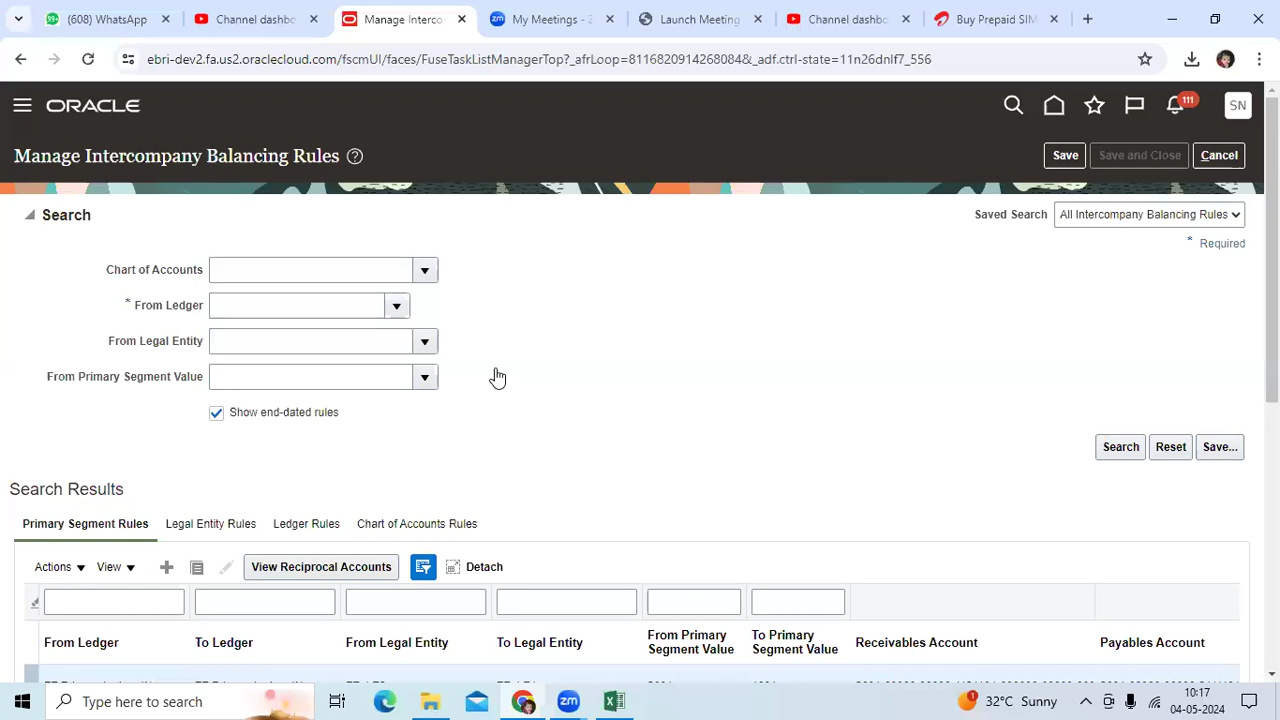 (608) WhatsApp
Channel dashbo
Manage Interco
My Meetings - Z
Launch Meeting
Channel dashbo
Buy Prepaid SIM
ebri-dev2.fa.us2.oraclecloud.com/fscmUI/faces/FuseTaskListManagerTop?_afrLoop=8116820914268084&_adf.ctrl-state=11n26dnlf7_556
ORACLE
111
SN
Manage Intercompany Balancing Rules
Save
Save and Close
Cancel
Search
Saved Search
All Intercompany Balancing Rules
* Required
Chart of Accounts
* From Ledger
From Legal Entity
From Primary Segment Value
Show end-dated rules
Search
Reset
Save...
Search Results
Primary Segment Rules
Legal Entity Rules
Ledger Rules
Chart of Accounts Rules
Actions
View
View Reciprocal Accounts
Detach
From Ledger
To Ledger
From Legal Entity
To Legal Entity
From Primary Segment Value
To Primary Segment Value
Receivables Account
Payables Account
Type here to search
32°C Sunny
10:17
04-05-2024